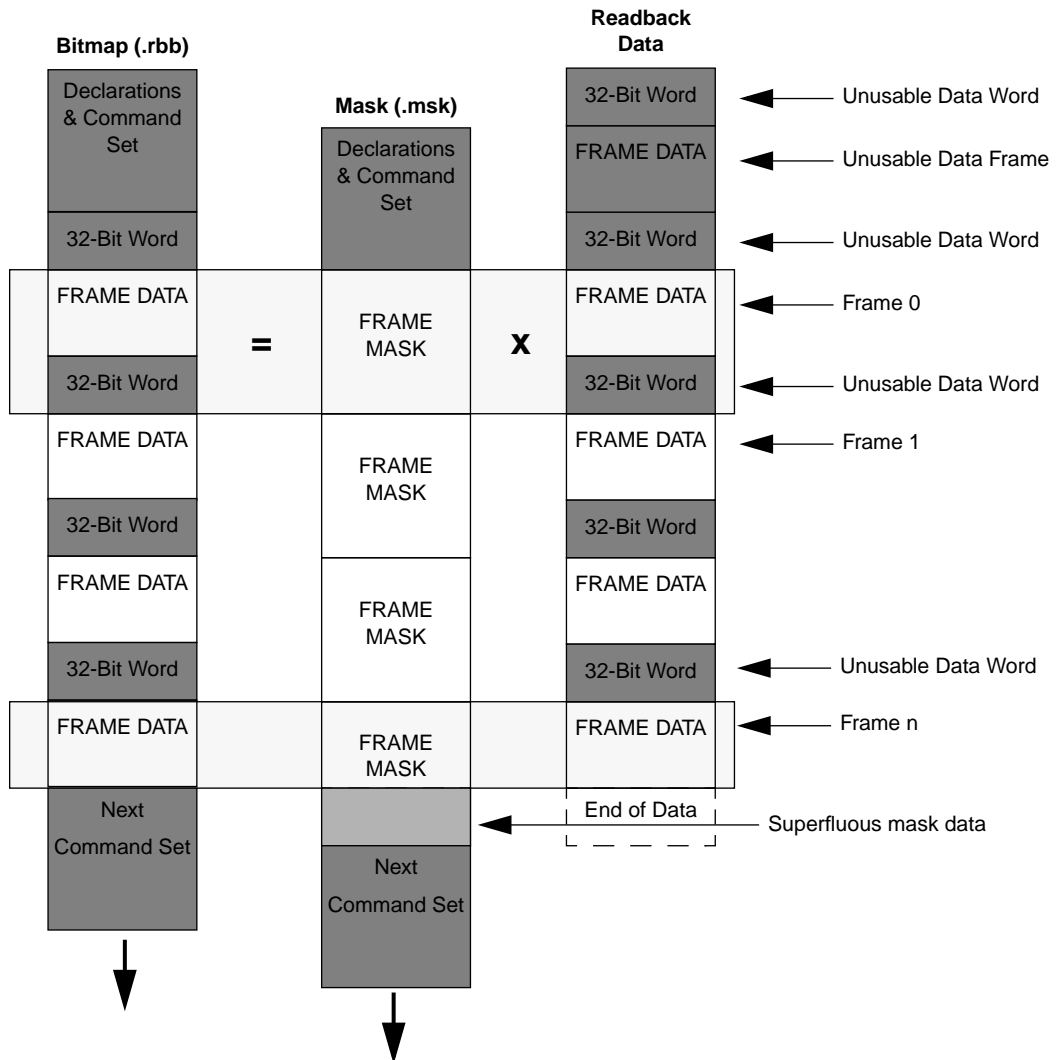 Readback
Data
Bitmap (.rbb)
Mask (.msk)
Declarations
& Command
Set
32-Bit Word
FRAME DATA
32-Bit Word
FRAME DATA
32-Bit Word
FRAME DATA
32-Bit Word
FRAME DATA
Next
Command Set
=
Declarations
& Command
Set
FRAME
MASK
FRAME
MASK
FRAME
MASK
FRAME
MASK
Next
Command Set
x
32-Bit Word
FRAME DATA
32-Bit Word
FRAME DATA
32-Bit Word
FRAME DATA
32-Bit Word
FRAME DATA
32-Bit Word
FRAME DATA
End of Data
Unusable Data Word
Unusable Data Frame
Unusable Data Word
Frame 0
Unusable Data Word
Frame 1
Unusable Data Word
Frame n
Superfluous mask data